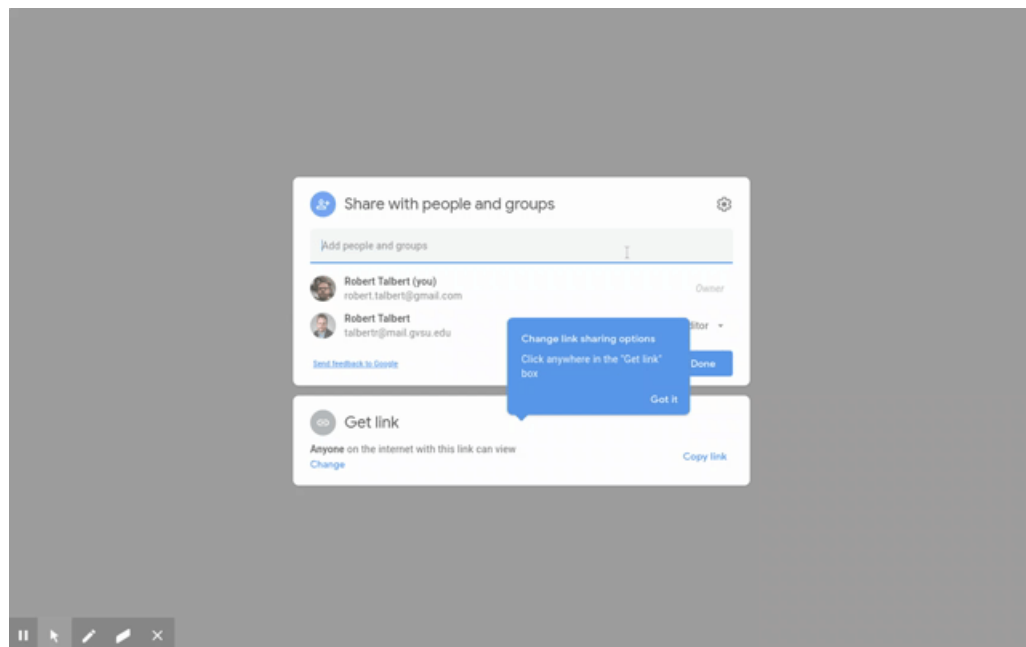 Share with people and groups
Add people and groups
Robert Talbert (you)
robert.talbert@gmail.com
Owner
Robert Talbert
talbertr@mail.gvsu.edu
ditor
Change link sharing options
Click anywhere in the "Get link"
box
Got it
Send feedback to Google
Done
Get link
Anyone on the internet with this link can view
Change
Copy link